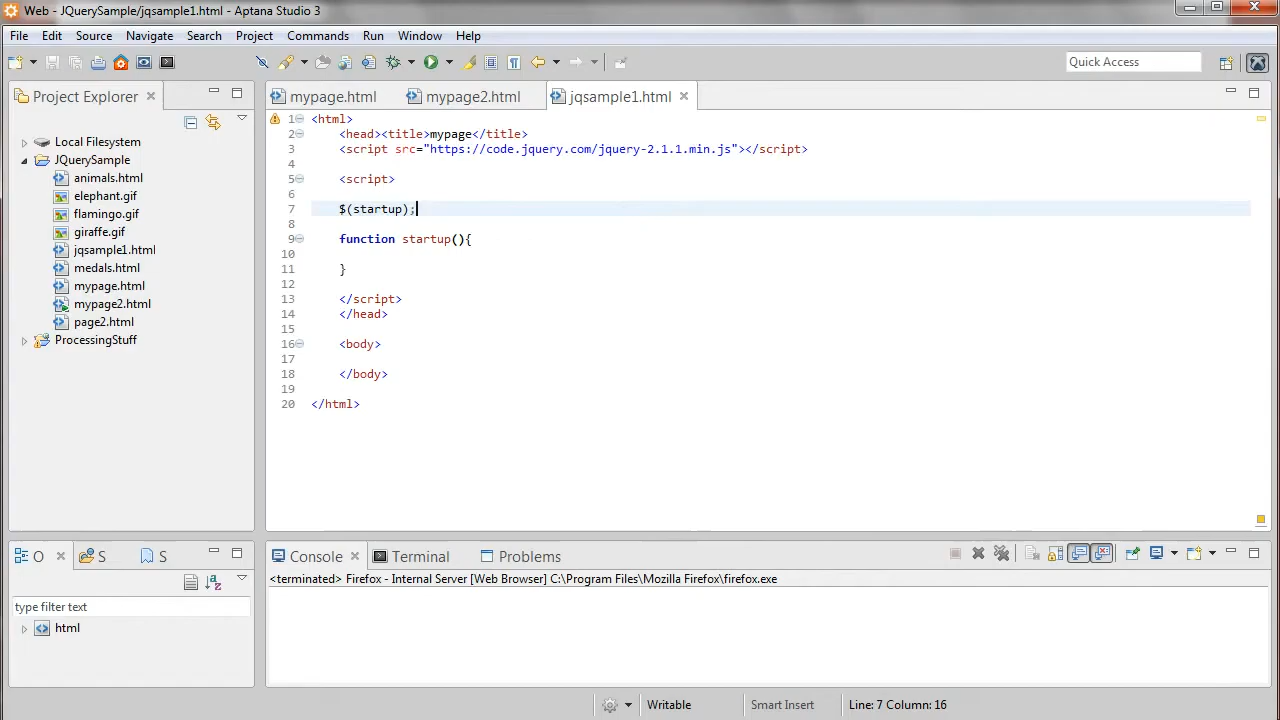 Web - JQuerySample/jqsample1.html - Aptana Studio 3
File Edit Source Navigate Search Project Commands Run Window Help
Quick Access
Project Explorer
Local Filesystem
JQuerySample
animals.html
elephant.gif
flamingo.gif
giraffe.gif
jqsample1.html
medals.html
mypage.html
mypage2.html
page2.html
ProcessingStuff
mypage.html mypage2.html jqsample1.html
1 <html>
2 <head><title>mypage</title>
3 <script src="https://code.jquery.com/jquery-2.1.1.min.js"></script>
4
5 <script>
6
7 $(startup);
8
9 function startup(){
10
11 }
12
13 </script>
14 </head>
15
16 <body>
17
18 </body>
19
20 </html>
O S S
type filter text
html
Console Terminal Problems
<terminated> Firefox - Internal Server [Web Browser] C:\Program Files\Mozilla Firefox\firefox.exe
Writable Smart Insert Line: 7 Column: 16